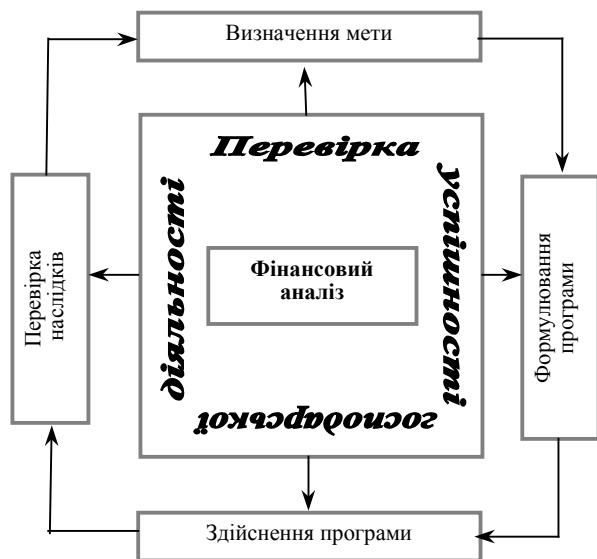 Визначення мети
Перевірка
успішності
господарської
діяльності
Фінансовий
аналіз
Перевірка
наслідків
Формулювання
програми
Здійснення програми